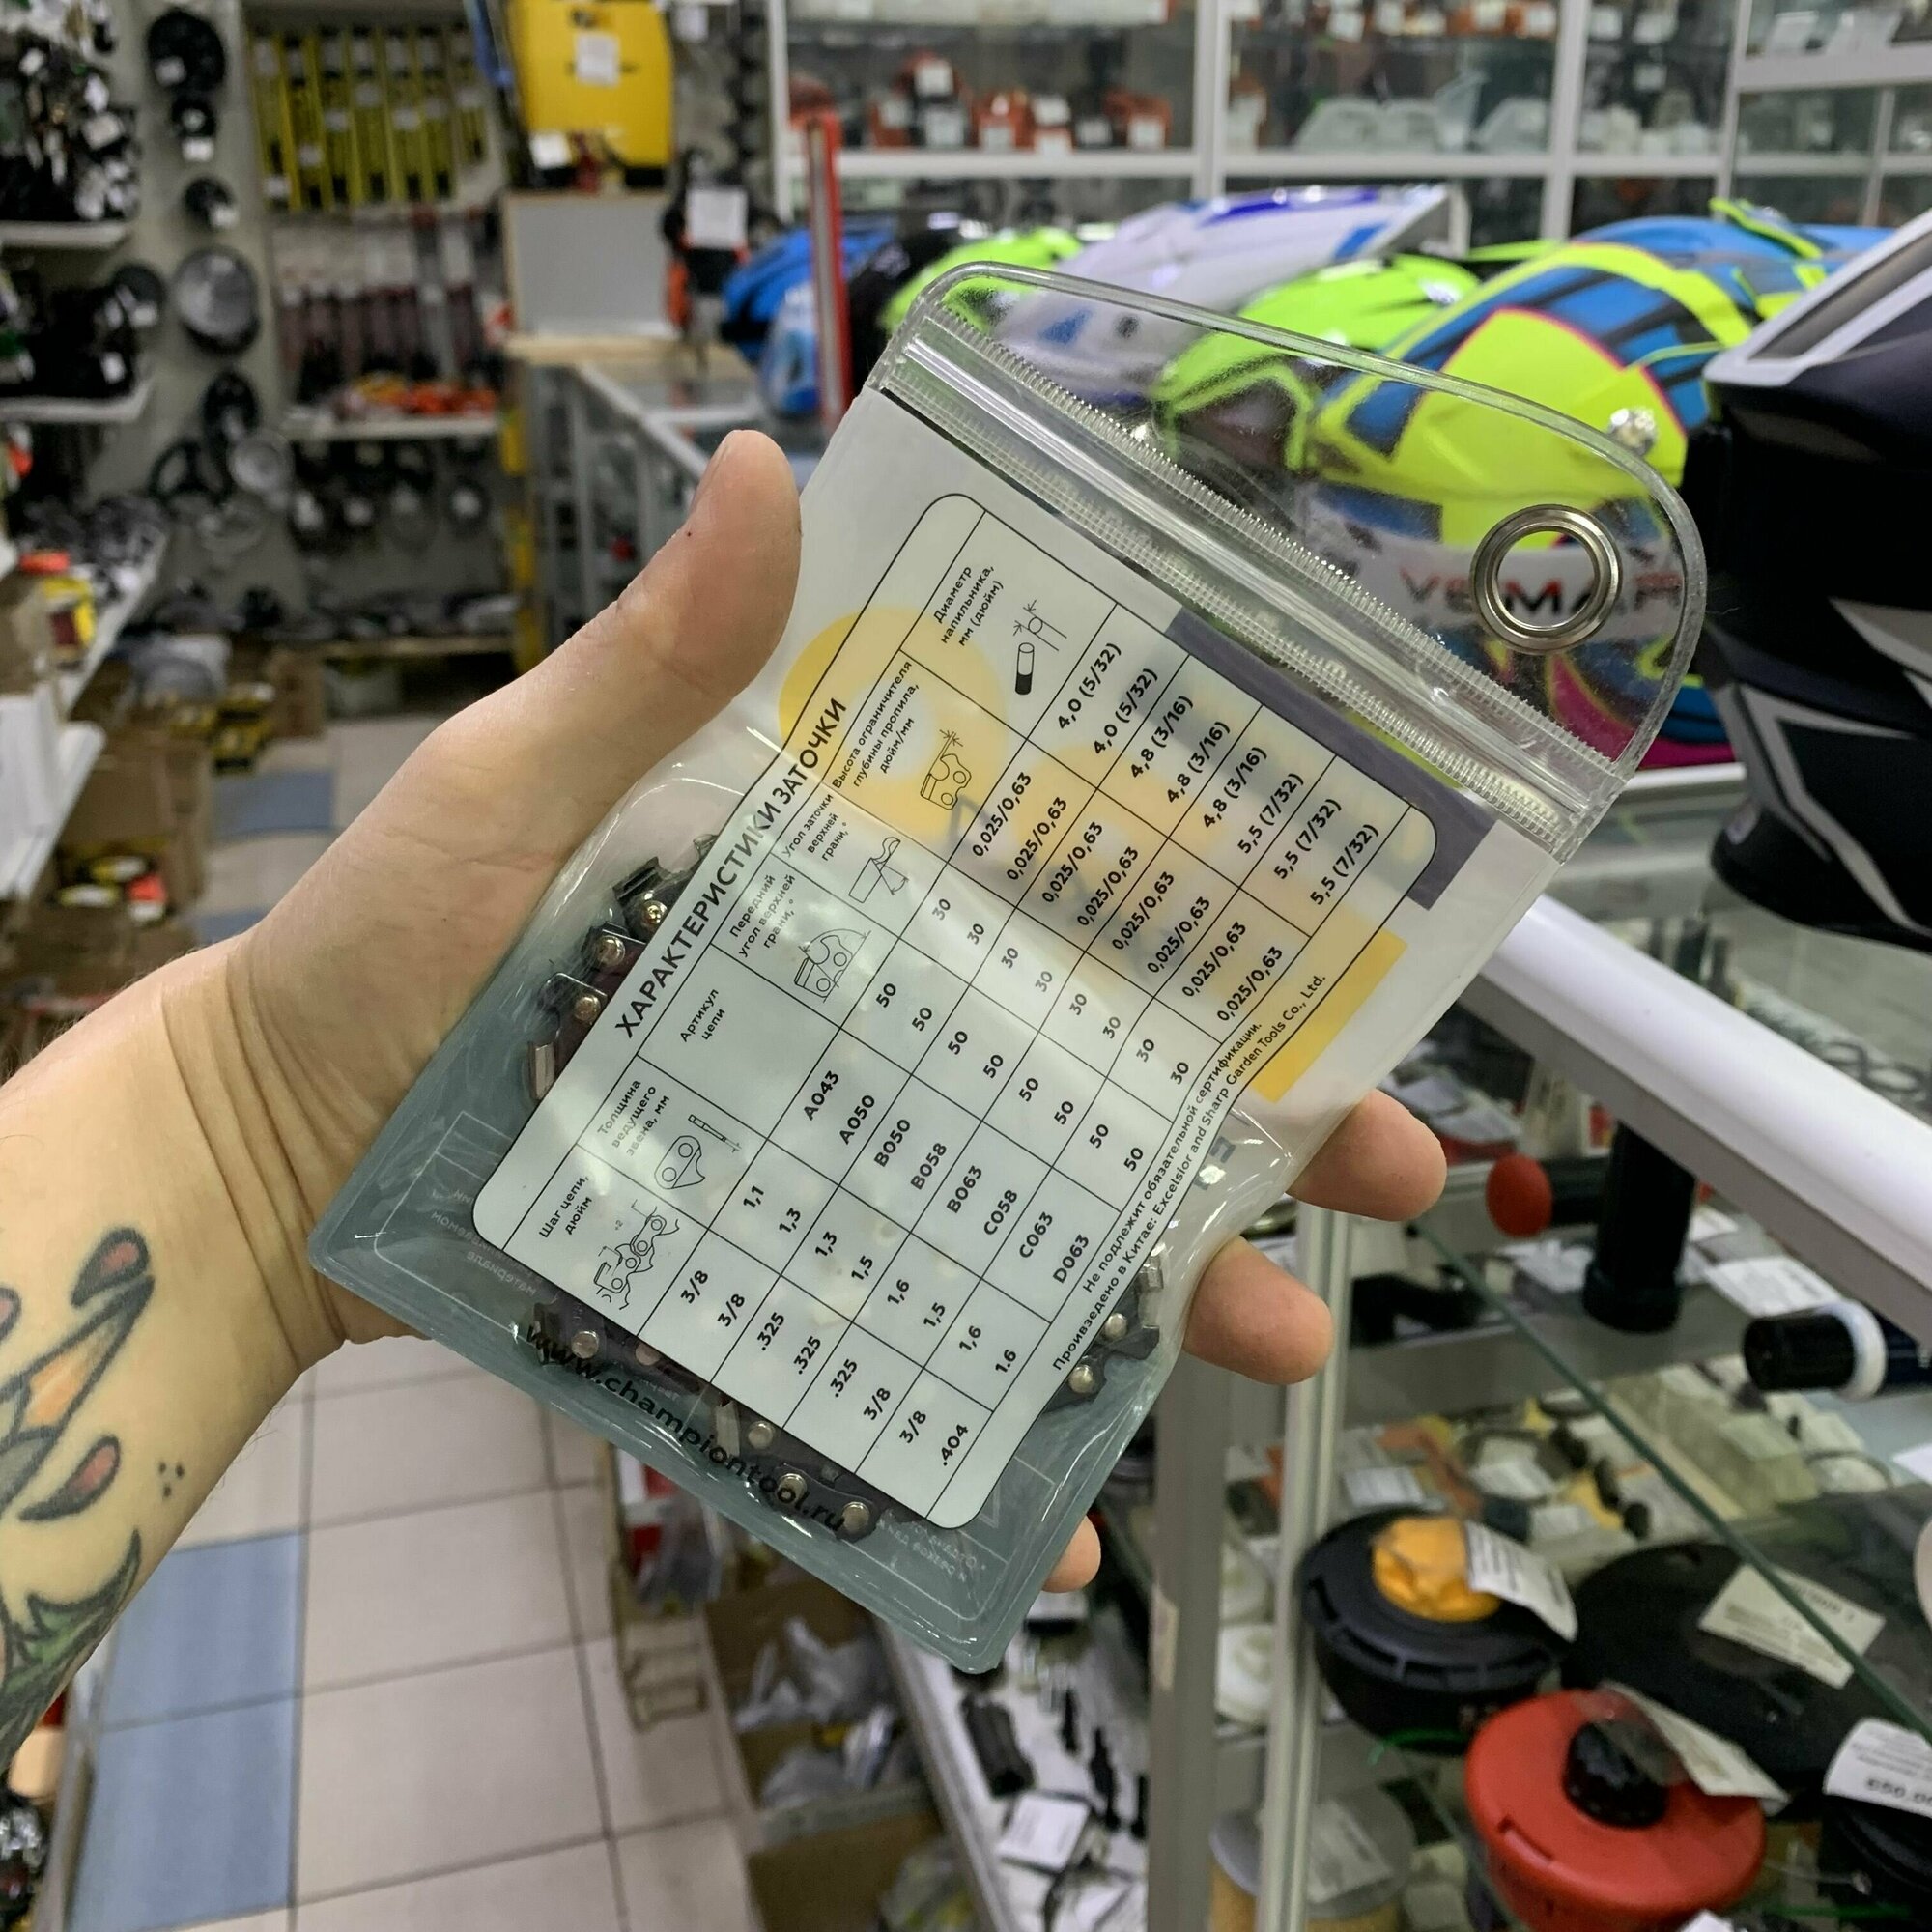 ХАРАКТЕРИСТИКИ ЗАТОЧКИ
Шаг цепи,
дюйм
Толщина
ведущего
звена, мм
Артикул
цепи
Передний
угол верхней
грани, °
Угол заточки
верхней
грани, °
Высота ограничителя
глубины пропила,
дюйм/мм
Диаметр
напильника,
мм (дюйм)
3/8 1,1 A043 50 30 0,025/0,63 4,0 (5/32)
3/8 1,3 A050 50 30 0,025/0,63 4,0 (5/32)
.325 1,3 B050 50 30 0,025/0,63 4,8 (3/16)
.325 1,5 B058 50 30 0,025/0,63 4,8 (3/16)
.325 1,6 B063 50 30 0,025/0,63 4,8 (3/16)
3/8 1,5 C058 50 30 0,025/0,63 5,5 (7/32)
3/8 1,6 C063 50 30 0,025/0,63 5,5 (7/32)
.404 1.6 D063 50 30 0,025/0,63 5,5 (7/32)
Не подлежит обязательной сертификации.
Произведено в Китае: Excelsior and Sharp Garden Tools Co., Ltd.
www.championtool.ru